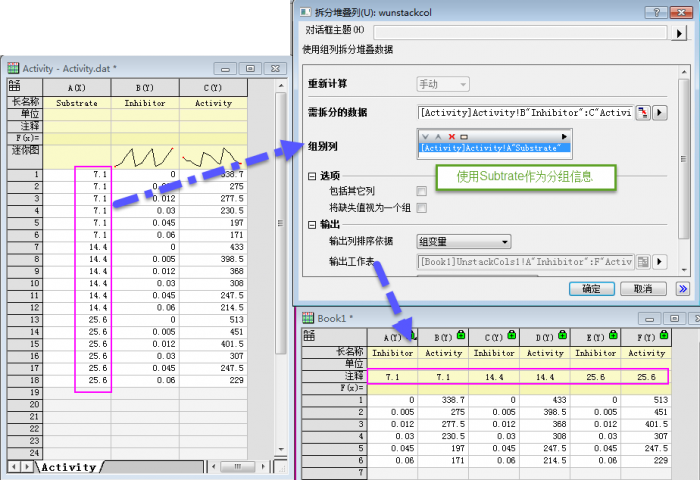 Activity - Activity.dat *
A(X) B(Y) C(Y)
长名称 Substrate Inhibitor Activity
单位
注释
F(x)=
迷你图
1 7.1 0 338.7
2 7.1 275
3 7.1 0.012 277.5
4 7.1 0.03 230.5
5 7.1 0.045 197
6 7.1 0.06 171
7 14.4 0 433
8 14.4 0.005 398.5
9 14.4 0.012 368
10 14.4 0.03 308
11 14.4 0.045 247.5
12 14.4 0.06 214.5
13 25.6 0 513
14 25.6 0.005 451
15 25.6 0.012 401.5
16 25.6 0.03 307
17 25.6 0.045 247.5
18 25.6 0.06 229
19
20
21
22
23
24
Activity
拆分堆叠列(U): wunstackcol
对话框主题(X)
使用组列拆分堆叠数据
重新计算 手动
需拆分的数据 [Activity]Activity!B"Inhibitor":C"Activi
组别列
[Activity]Activity!A"Substrate"
使用Subtrate作为分组信息
选项
包括其它列
将缺失值视为一个组
输出
输出列排序依据 组变量
输出工作表 [Book1]UnstackCols1!A"Inhibitor":F"Activ
确定 取消
Book1 *
A(Y) B(Y) C(Y) D(Y) E(Y) F(Y)
长名称 Inhibitor Activity Inhibitor Activity Inhibitor Activity
单位
注释 7.1 7.1 14.4 14.4 25.6 25.6
F(x)=
1 0 338.7 0 433 0 513
2 0.005 275 0.005 398.5 0.005 451
3 0.012 277.5 0.012 368 0.012 401.5
4 0.03 230.5 0.03 308 0.03 307
5 0.045 197 0.045 247.5 0.045 247.5
6 0.06 171 0.06 214.5 0.06 229
7